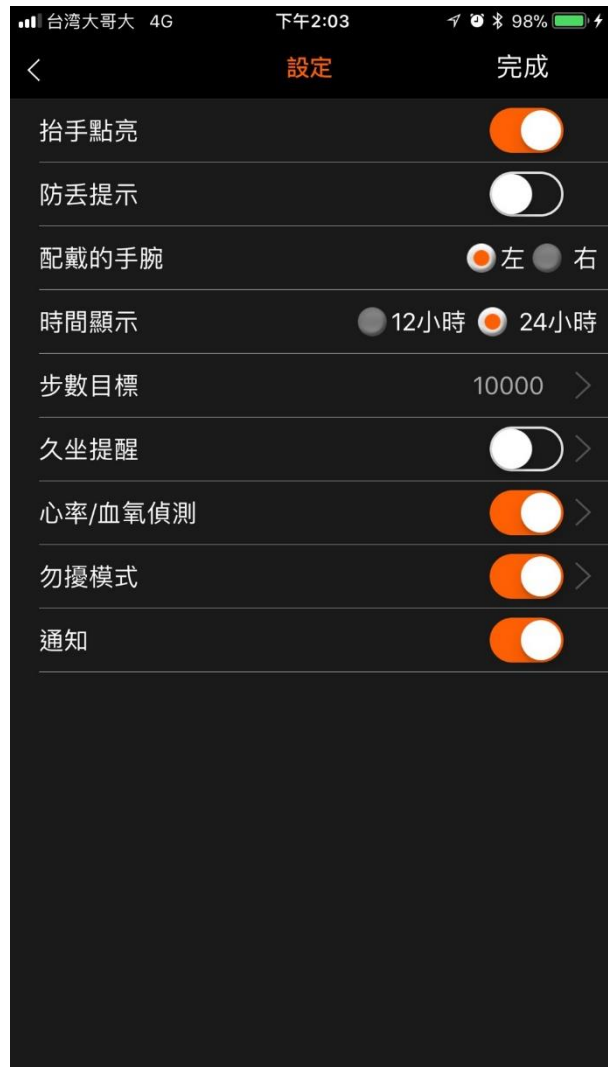 台湾大哥大 4G 下午2:03 98%
設定 完成
抬手點亮
防丟提示
配戴的手腕 左 右
時間顯示 12小時 24小時
步數目標 10000
久坐提醒
心率/血氧偵測
勿擾模式
通知